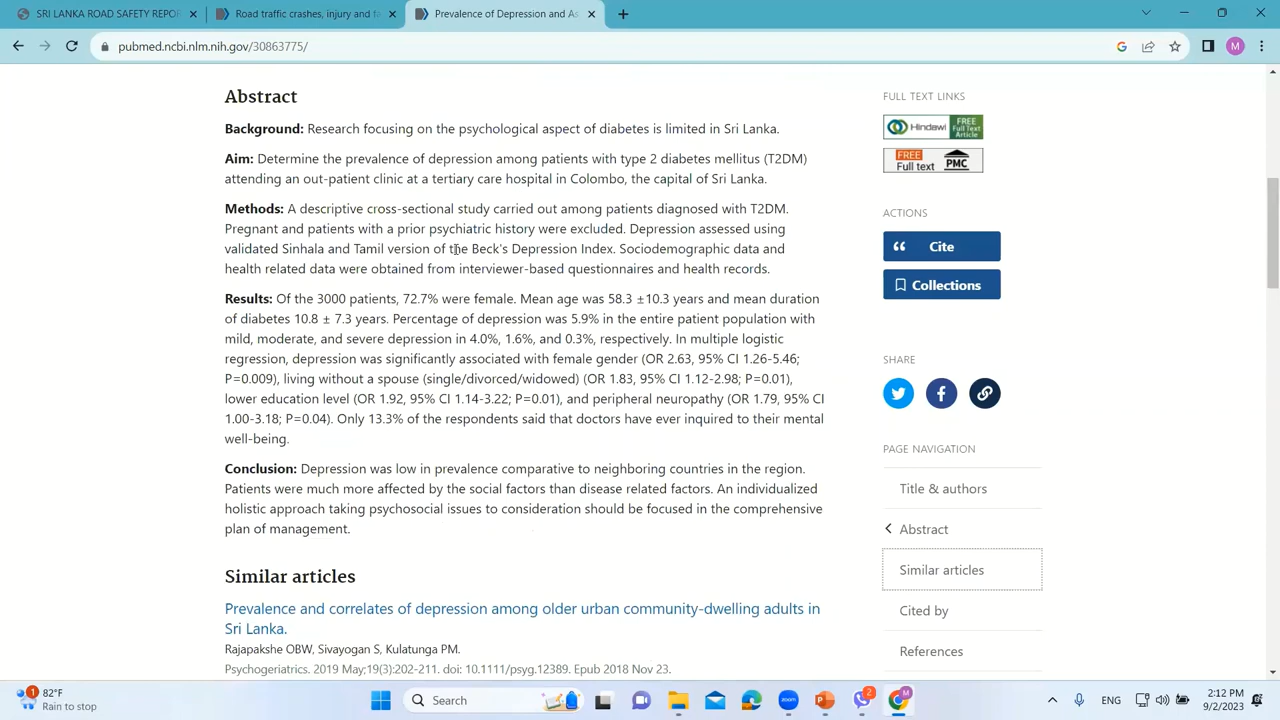 SRI LANKA ROAD SAFETY REPOR
Road traffic crashes, injury and fa
Prevalence of Depression and As
pubmed.ncbi.nlm.nih.gov/30863775/
M
Abstract
Background: Research focusing on the psychological aspect of diabetes is limited in Sri Lanka.
Aim: Determine the prevalence of depression among patients with type 2 diabetes mellitus (T2DM)
attending an out-patient clinic at a tertiary care hospital in Colombo, the capital of Sri Lanka.
Methods: A descriptive cross-sectional study carried out among patients diagnosed with T2DM.
Pregnant and patients with a prior psychiatric history were excluded. Depression assessed using
validated Sinhala and Tamil version of the Beck's Depression Index. Sociodemographic data and
health related data were obtained from interviewer-based questionnaires and health records.
Results: Of the 3000 patients, 72.7% were female. Mean age was 58.3 ±10.3 years and mean duration
of diabetes 10.8 ± 7.3 years. Percentage of depression was 5.9% in the entire patient population with
mild, moderate, and severe depression in 4.0%, 1.6%, and 0.3%, respectively. In multiple logistic
regression, depression was significantly associated with female gender (OR 2.63, 95% CI 1.26-5.46;
P=0.009), living without a spouse (single/divorced/widowed) (OR 1.83, 95% CI 1.12-2.98; P=0.01),
lower education level (OR 1.92, 95% CI 1.14-3.22; P=0.01), and peripheral neuropathy (OR 1.79, 95% CI
1.00-3.18; P=0.04). Only 13.3% of the respondents said that doctors have ever inquired to their mental
well-being.
Conclusion: Depression was low in prevalence comparative to neighboring countries in the region.
Patients were much more affected by the social factors than disease related factors. An individualized
holistic approach taking psychosocial issues to consideration should be focused in the comprehensive
plan of management.
Similar articles
Prevalence and correlates of depression among older urban community-dwelling adults in
Sri Lanka.
Rajapakshe OBW, Sivayogan S, Kulatunga PM.
Psychogeriatrics. 2019 May;19(3):202-211. doi: 10.1111/psyg.12389. Epub 2018 Nov 23.
FULL TEXT LINKS
Hindawi FREE Full Text Article
FREE Full text PMC
ACTIONS
Cite
Collections
SHARE
PAGE NAVIGATION
Title & authors
Abstract
Similar articles
Cited by
References
1
82°F
Rain to stop
Search
zoom
2
M
ENG
2:12 PM
9/2/2023